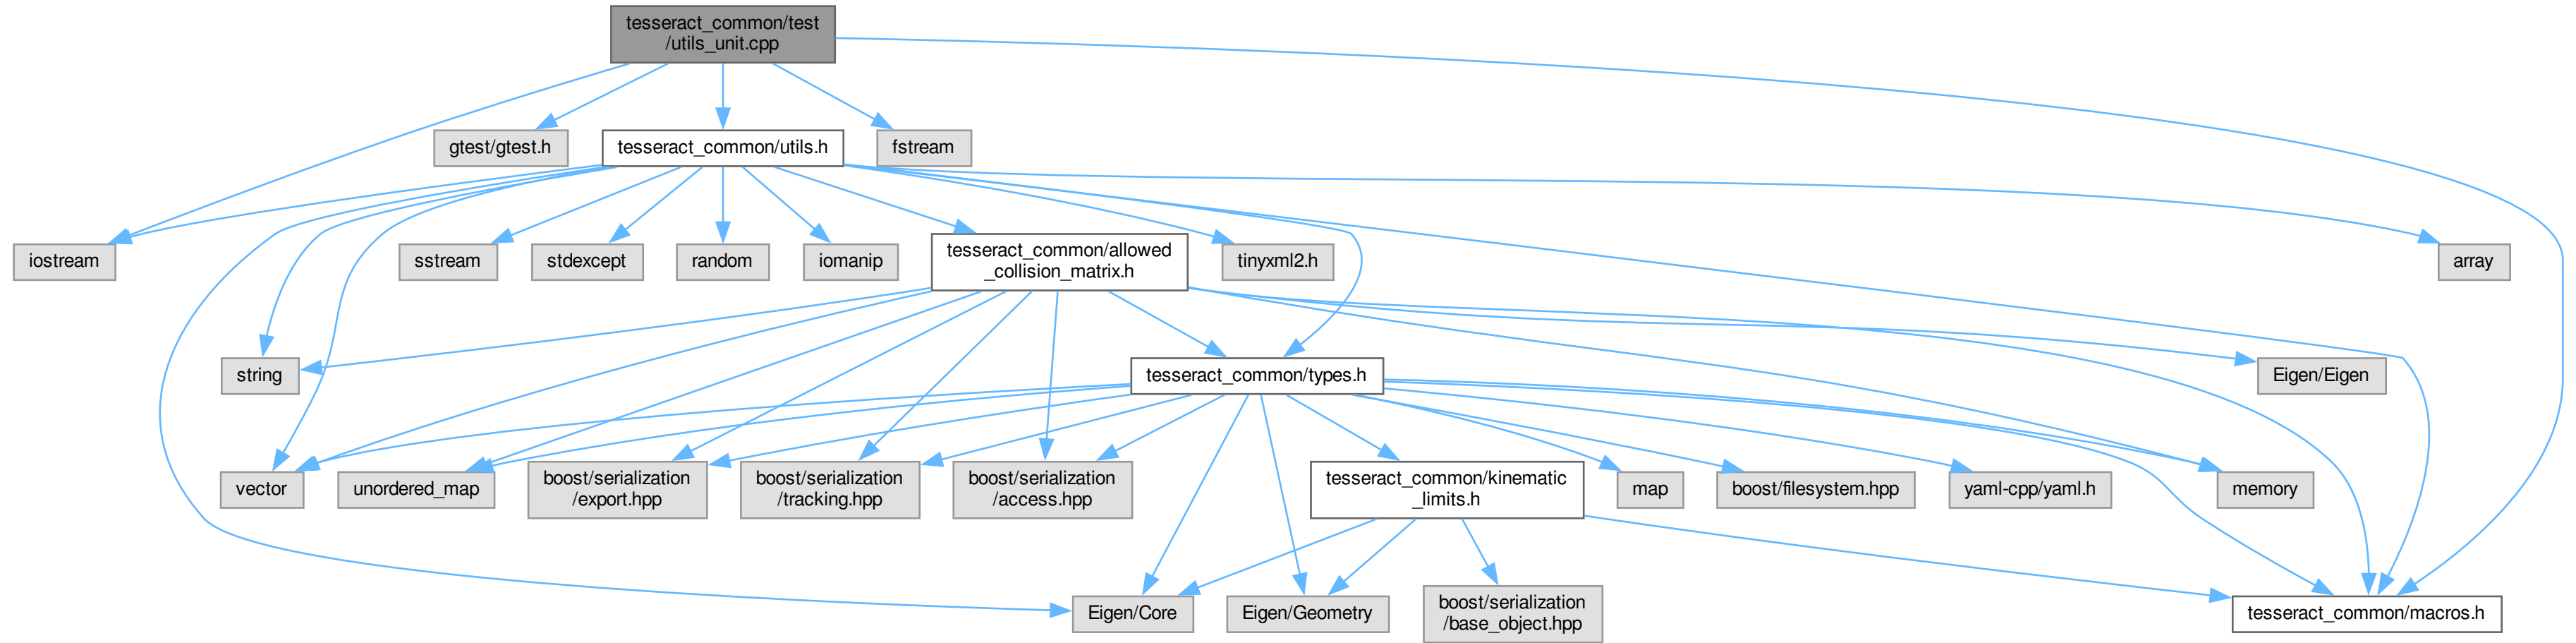 tesseract_common/test
/utils_unit.cpp
gtest/gtest.h
tesseract_common/utils.h
fstream
iostream
sstream
stdexcept
random
iomanip
tesseract_common/allowed
_collision_matrix.h
tinyxml2.h
array
string
tesseract_common/types.h
Eigen/Eigen
vector
unordered_map
boost/serialization
/export.hpp
boost/serialization
/tracking.hpp
boost/serialization
/access.hpp
tesseract_common/kinematic
_limits.h
map
boost/filesystem.hpp
yaml-cpp/yaml.h
memory
Eigen/Core
Eigen/Geometry
boost/serialization
/base_object.hpp
tesseract_common/macros.h